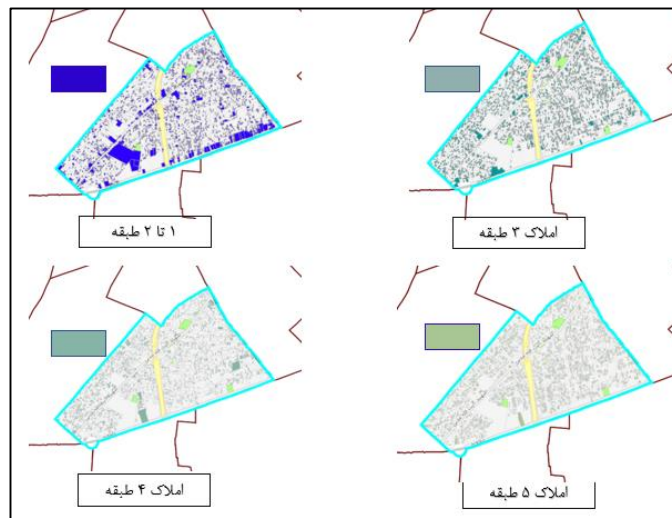 ۱ تا ۲ طبقه
املاک ۳ طبقه
املاک ۴ طبقه
املاک ۵ طبقه